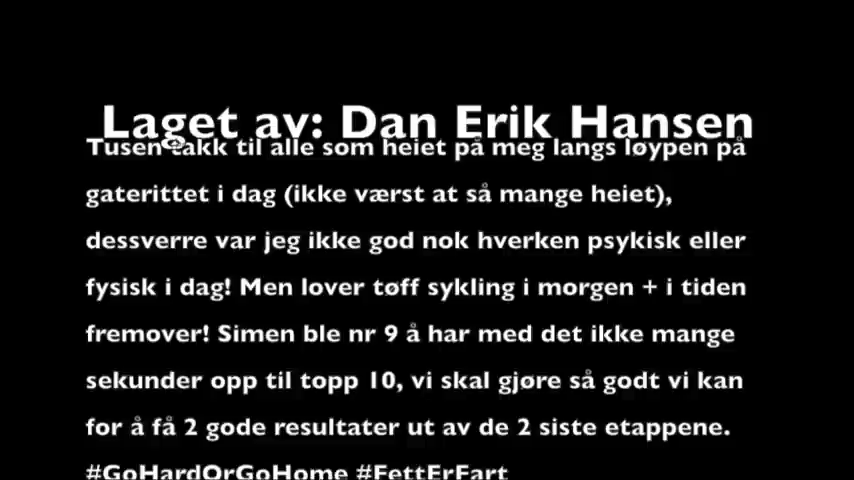 Laget av: Dan Erik Hansen
Tusen takk til alle som heiet på meg langs løypen på
gaterittet i dag (ikke værst at så mange heiet),
dessverre var jeg ikke god nok hverken psykisk eller
fysisk i dag! Men lover tøff sykling i morgen + i tiden
fremover! Simen ble nr 9 å har med det ikke mange
sekunder opp til topp 10, vi skal gjøre så godt vi kan
for å få 2 gode resultater ut av de 2 siste etappene.
#GoHardOrGoHome #FettErFart